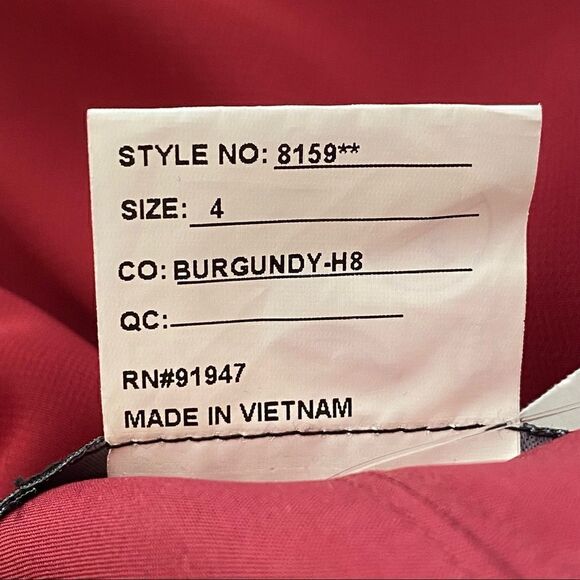 STYLE NO: 8159**
SIZE: 4
CO: BURGUNDY-H8
QC:
RN#91947
MADE IN VIETNAM